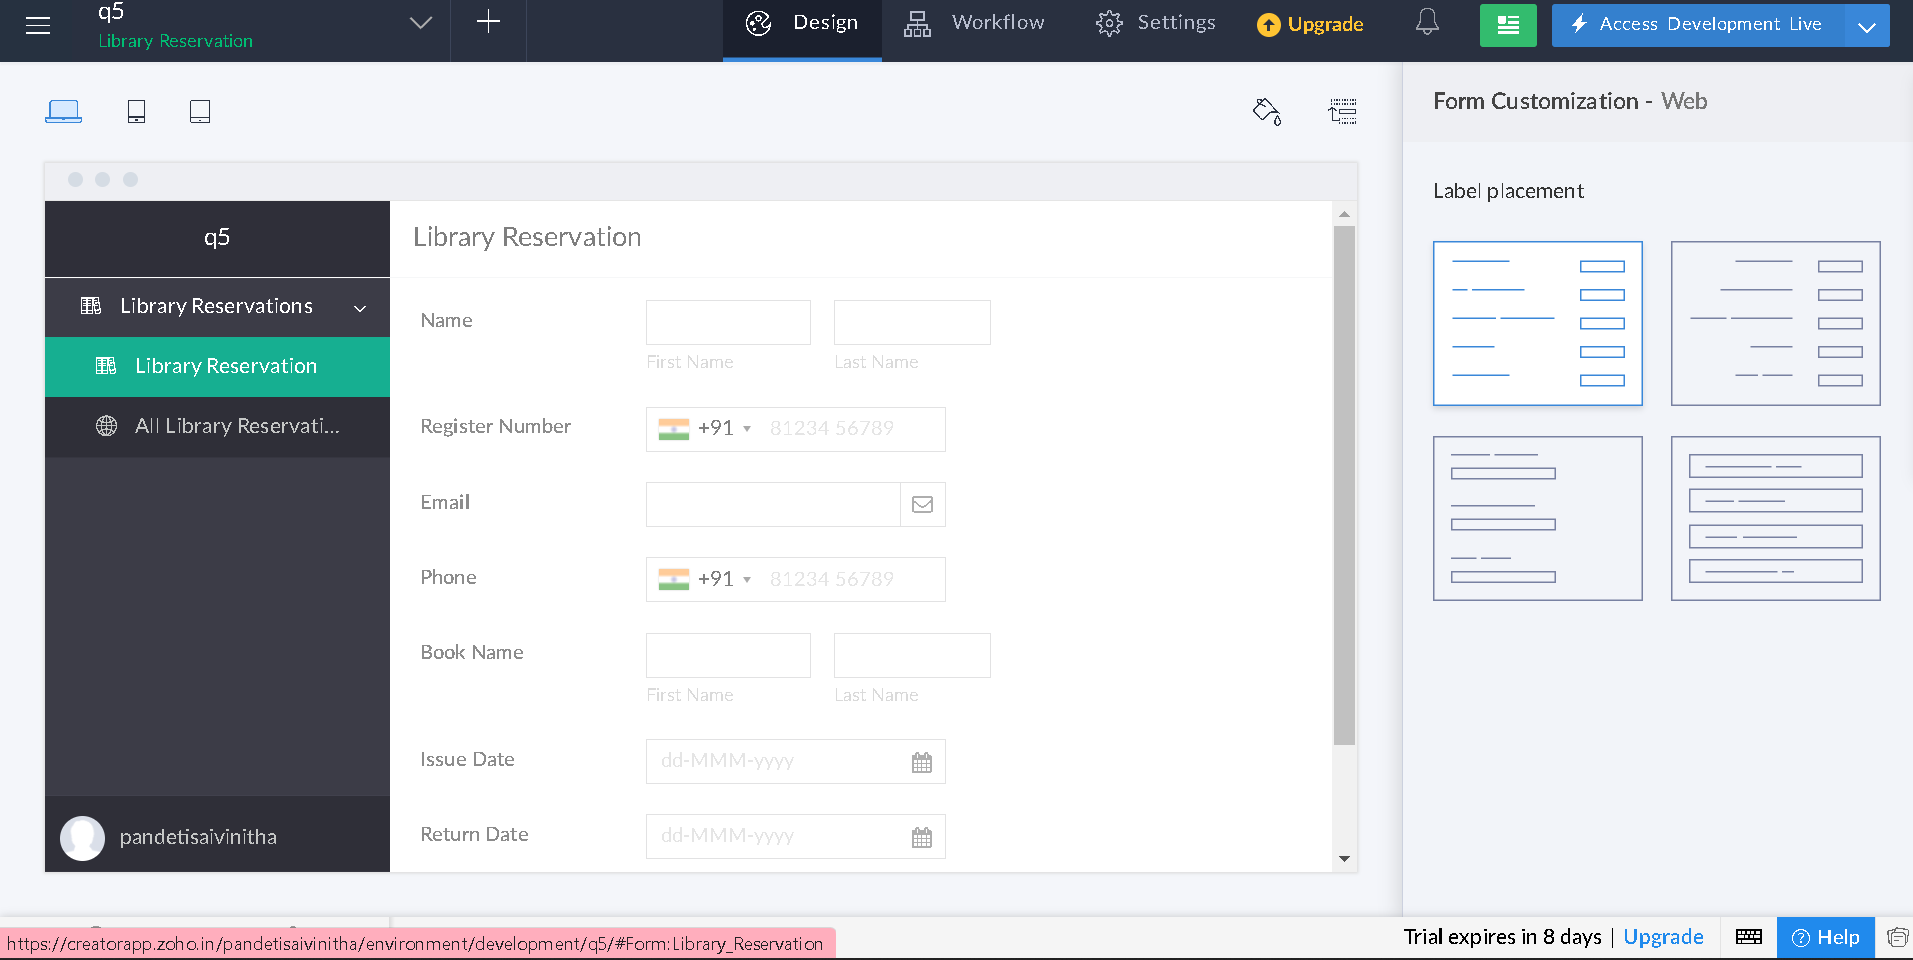 q5
Library Reservation
Design
Workflow
Settings
Upgrade
Access Development Live
Form Customization - Web
Label placement
q5
Library Reservations
Library Reservation
All Library Reservati...
pandetisaivinitha
Library Reservation
Name
First Name
Last Name
Register Number
+91
81234 56789
Email
Phone
+91
81234 56789
Book Name
First Name
Last Name
Issue Date
dd-MMM-yyyy
Return Date
dd-MMM-yyyy
https://creatorapp.zoho.in/pandetisaivinitha/environment/development/q5/#Form:Library_Reservation
Trial expires in 8 days | Upgrade
Help